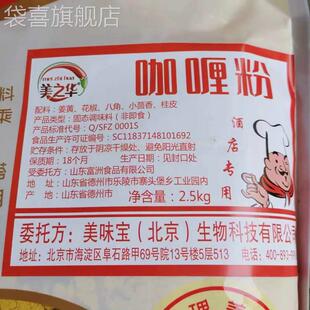 袋喜旗舰店
美之华
咖喱粉
配料：姜黄、花椒、八角、小茴香、桂皮
产品类型：固态调味料（非即食）
产品标准代号：Q/SFZ 0001S
食品生产许可证编号：SC11837148101692
贮存条件：存放于阴凉干燥处、避免阳光直射
保质期：18个月 生产日期：见封口处
生产商：山东富洲食品有限公司
地址：山东省德州市乐陵市寨头堡乡工业园内
产地：山东省德州市 净含量：2.5kg
酒店专用
委托方：美味宝（北京）生物科技有限公司
地址：北京市海淀区阜石路甲69号院13号楼5层513 电话：400-893-